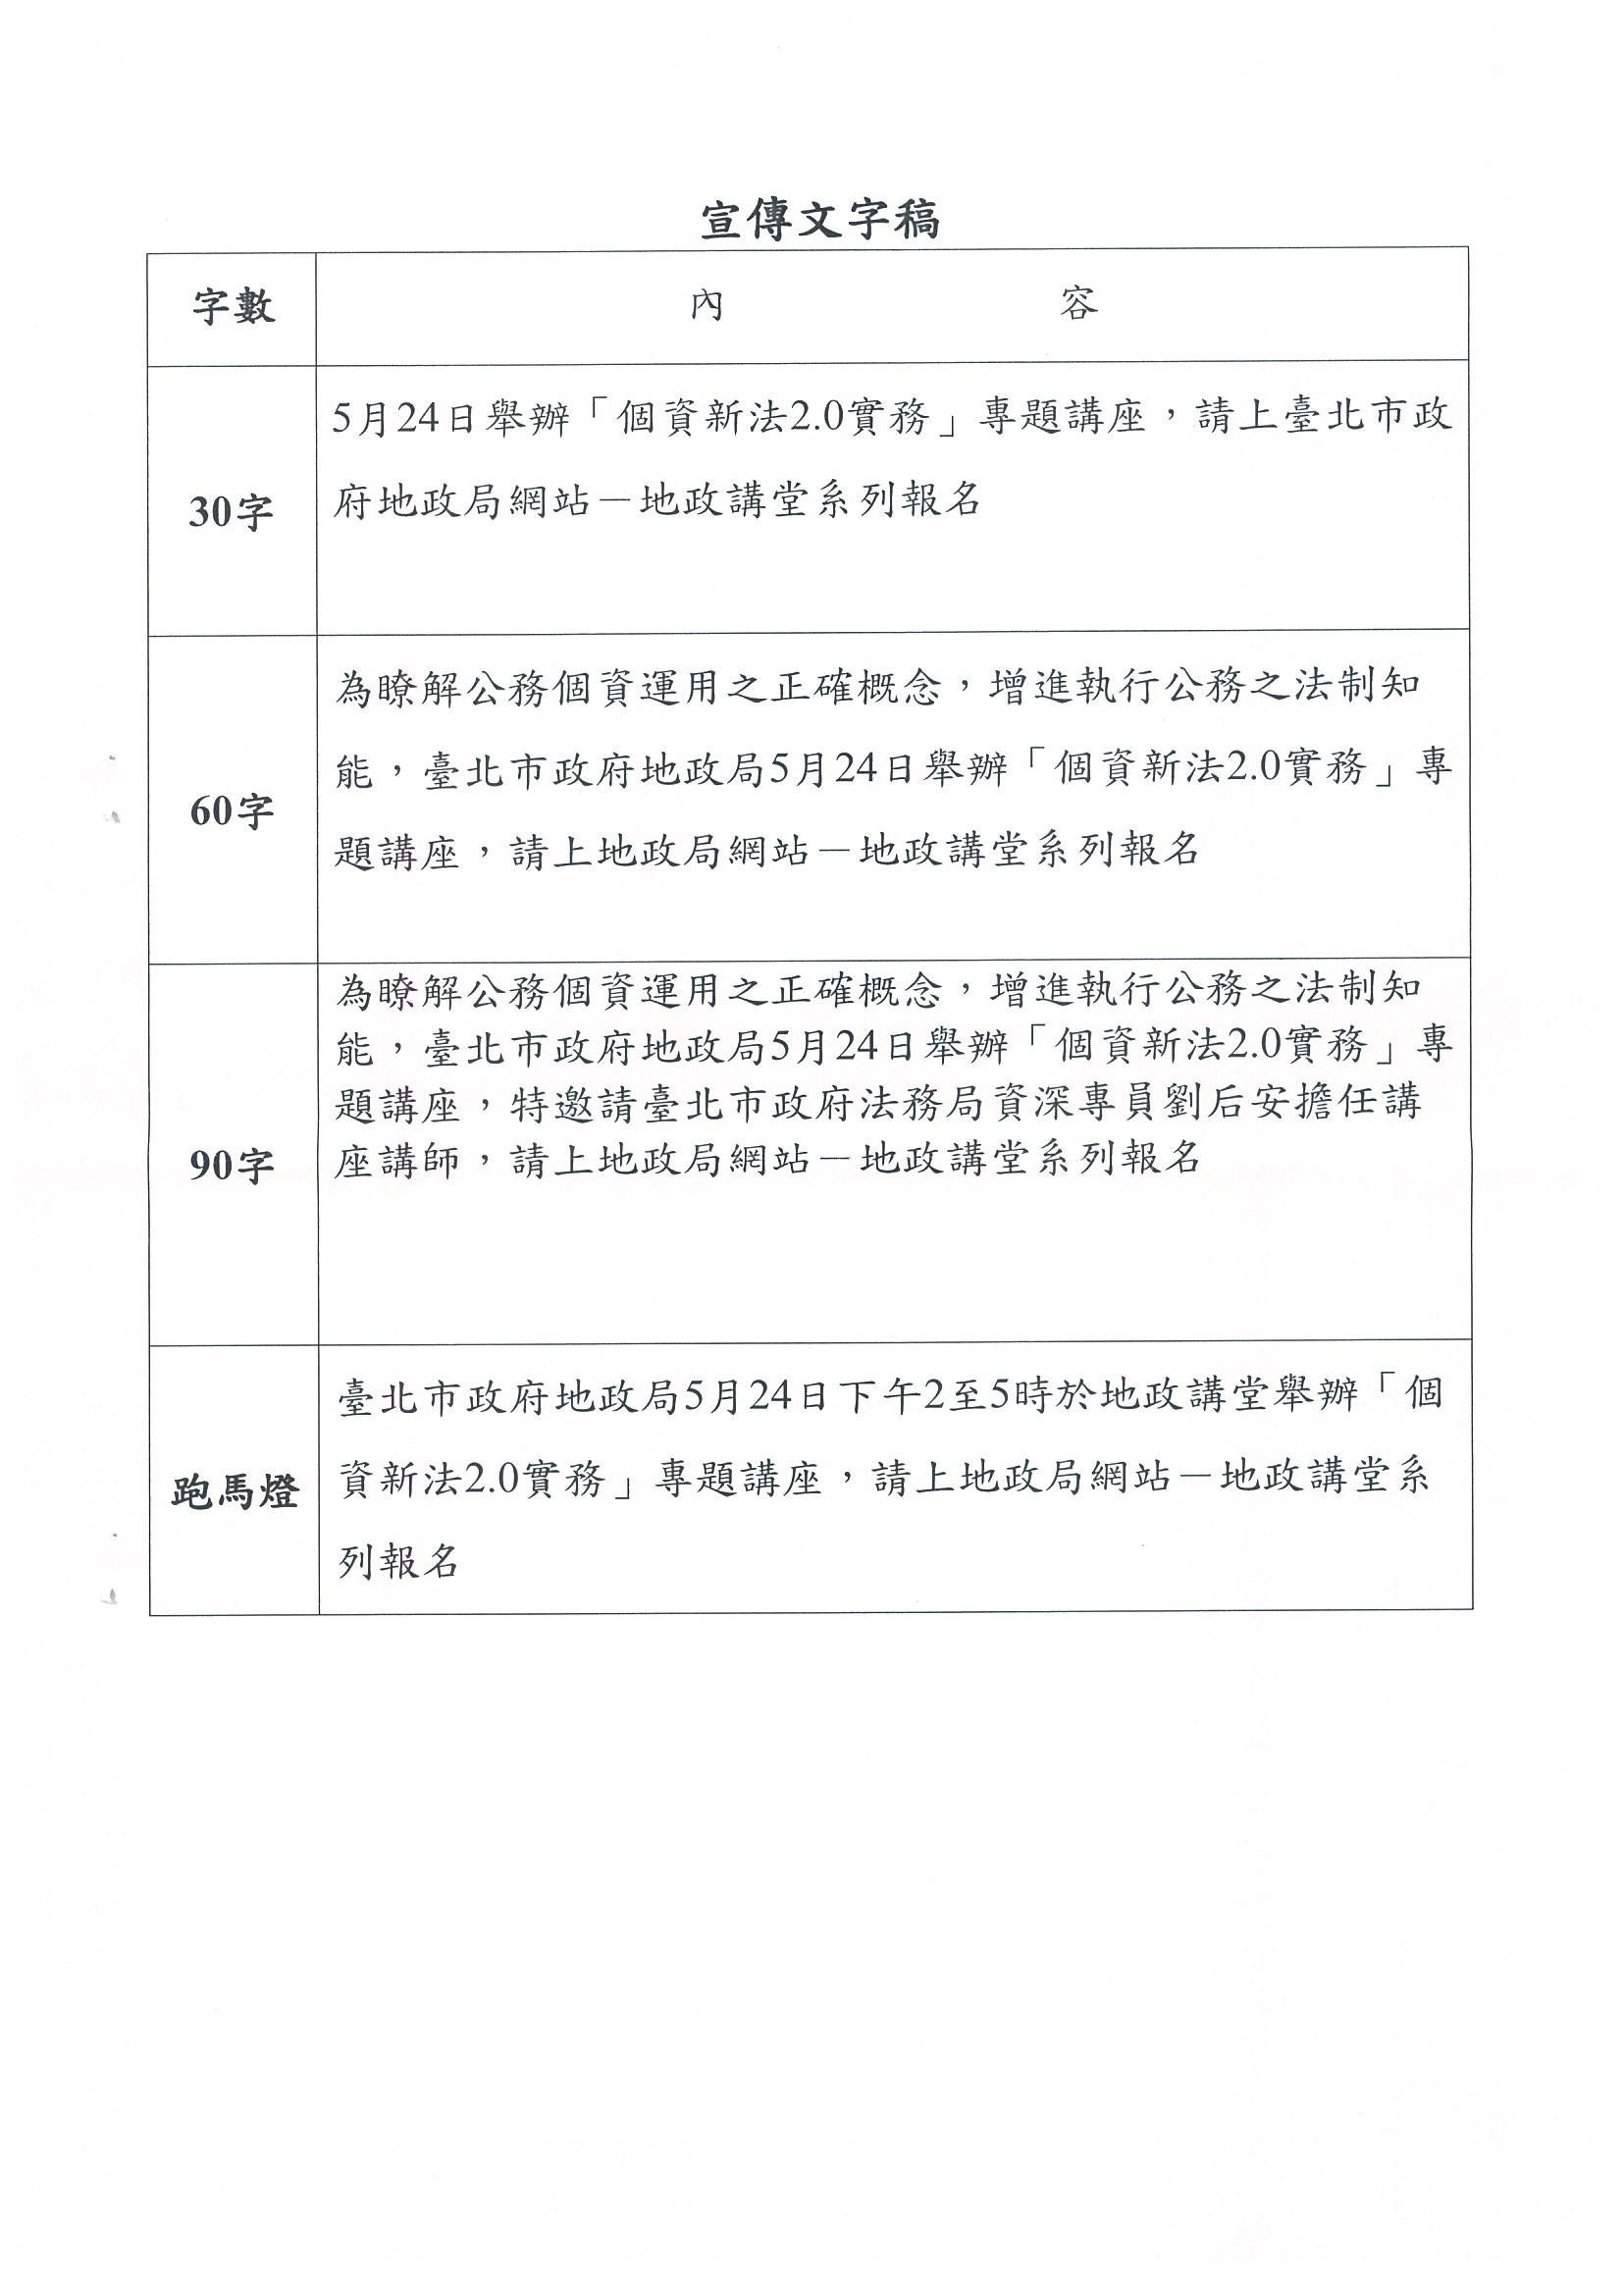 宣傳文字稿
字數
內 容
30字
5月24日舉辦「個資新法2.0實務」專題講座，請上臺北市政
府地政局網站－地政講堂系列報名
60字
為瞭解公務個資運用之正確概念，增進執行公務之法制知
能，臺北市政府地政局5月24日舉辦「個資新法2.0實務」專
題講座，請上地政局網站－地政講堂系列報名
90字
為瞭解公務個資運用之正確概念，增進執行公務之法制知
能，臺北市政府地政局5月24日舉辦「個資新法2.0實務」專
題講座，特邀請臺北市政府法務局資深專員劉后安擔任講
座講師，請上地政局網站－地政講堂系列報名
跑馬燈
臺北市政府地政局5月24日下午2至5時於地政講堂舉辦「個
資新法2.0實務」專題講座，請上地政局網站－地政講堂系
列報名